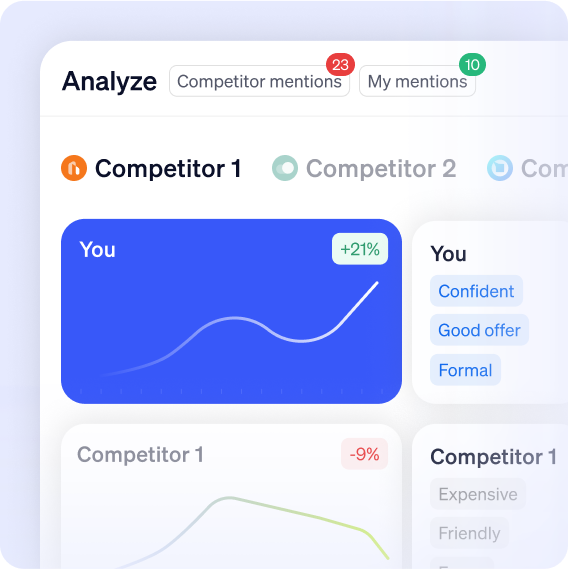 Analyze
Competitor mentions
23
My mentions
10
Competitor 1
Competitor 2
Com
You
+21%
You
Confident
Good offer
Formal
Competitor 1
-9%
Competitor 1
Expensive
Friendly